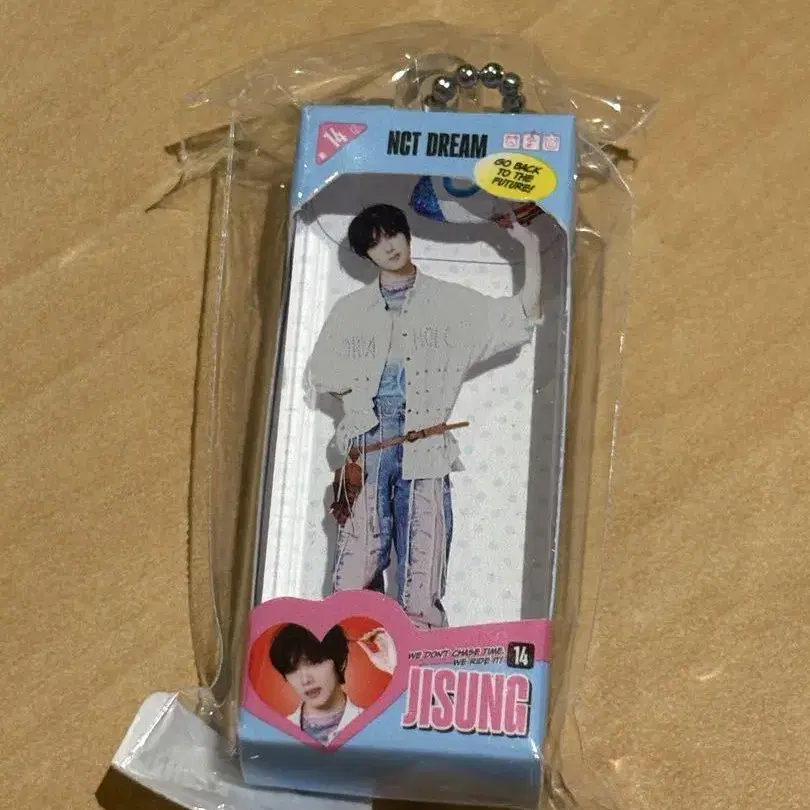 14
NCT DREAM
GO BACK
TO THE
FUTURE!
WE DON'T CHASE TIME,
WE RIDE IT!
14
JISUNG